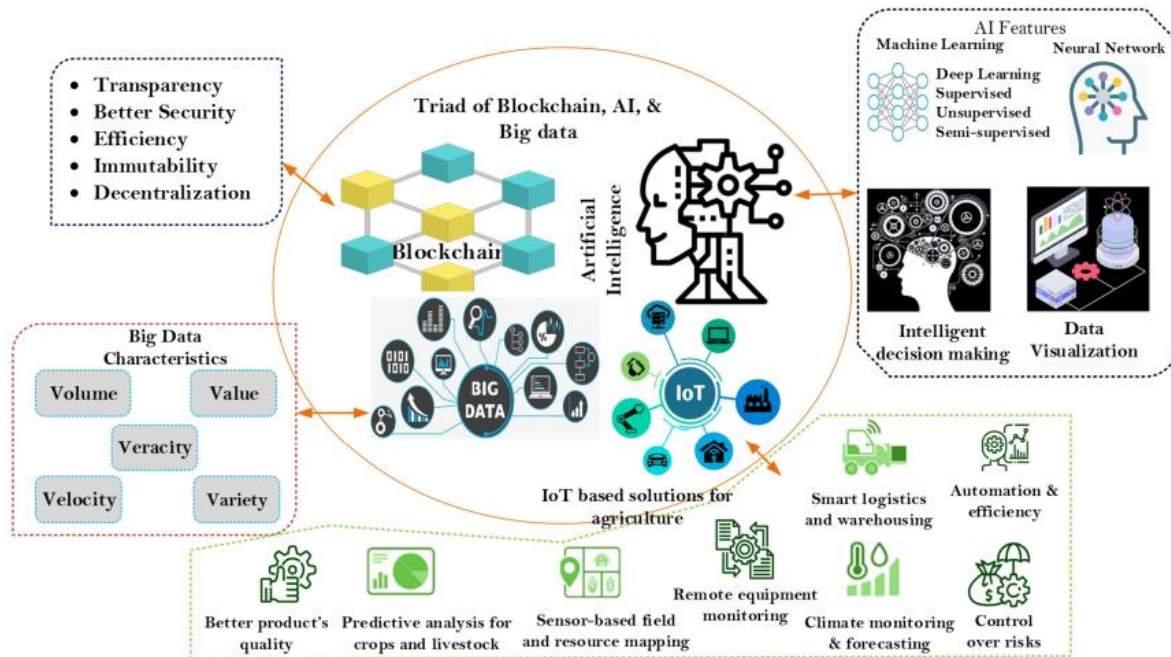 Transparency
Better Security
Efficiency
Immutability
Decentralization
Triad of Blockchain, AI, &
Big data
Blockchain
Artificial
Intelligence
AI Features
Machine Learning
Neural Network
Deep Learning
Supervised
Unsupervised
Semi-supervised
Intelligent
decision making
Data
Visualization
Big Data
Characteristics
Volume
Value
Veracity
Velocity
Variety
0101
BIG
DATA
%
IoT
IoT based solutions for
agriculture
Smart logistics
and warehousing
Automation &
efficiency
Better product's
quality
Predictive analysis for
crops and livestock
Sensor-based field
and resource mapping
Remote equipment
monitoring
Climate monitoring
& forecasting
$
Control
over risks